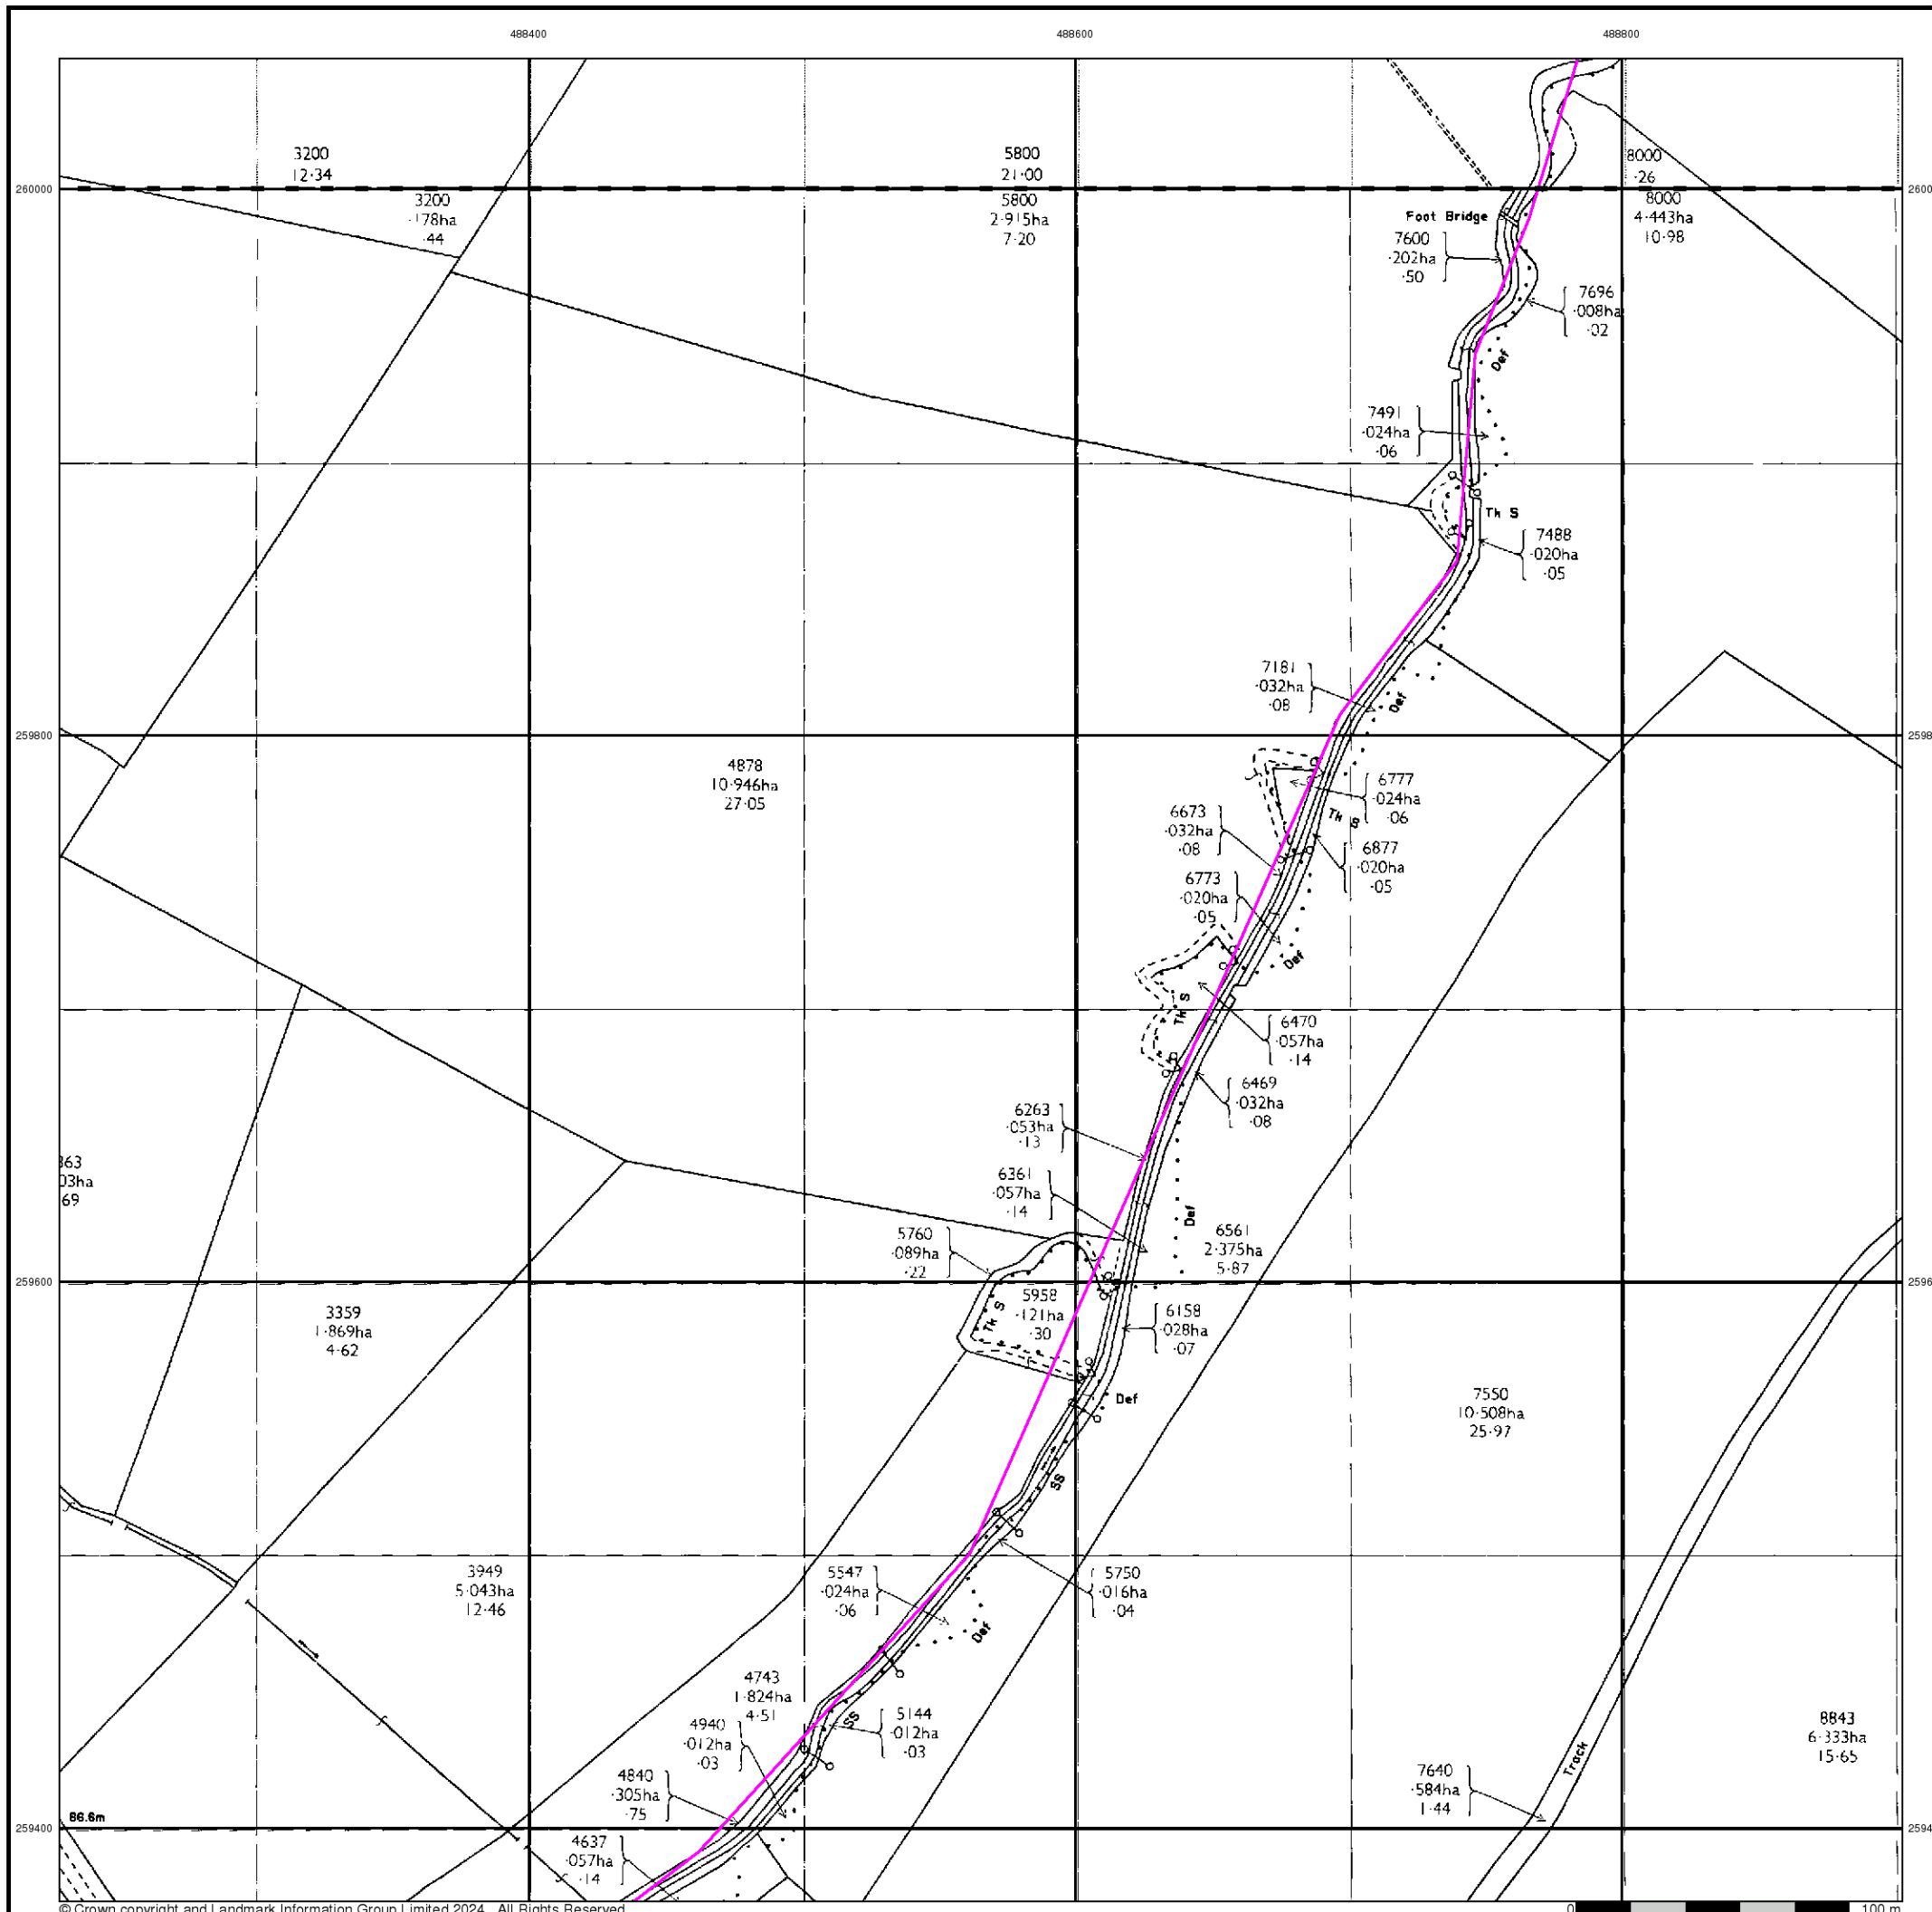 488400
488600
488800
3200
12·34
5800
21·00
8000
·26
260000
3200
·178ha
·44
5800
2·915ha
7·20
8000
4·443ha
10·98
Foot Bridge
7600
·202ha
·50
7696
·008ha
·02
Def
7491
·024ha
·06
Th S
7488
·020ha
·05
7181
·032ha
·08
Def
259800
4878
10·946ha
27·05
6777
·024ha
·06
Th S
6673
·032ha
·08
6877
·020ha
·05
6773
·020ha
·05
Def
Th S
6470
·057ha
·14
6469
·032ha
·08
6263
·053ha
·13
363
03ha
69
6361
·057ha
·14
Def
6561
2·375ha
5·87
5760
·089ha
·22
259600
5958
·121ha
·30
Th S
6158
·028ha
·07
3359
1·869ha
4·62
Def
7550
10·508ha
25·97
SS
3949
5·043ha
12·46
5547
·024ha
·06
5750
·016ha
·04
Def
4743
1·824ha
4·51
SS
5144
·012ha
·03
4940
·012ha
·03
8843
6·333ha
15·65
Track
7640
·584ha
1·44
4840
·305ha
·75
86.6m
259400
4637
·057ha
·14
© Crown copyright and Landmark Information Group Limited 2024. All Rights Reserved
0
100 m